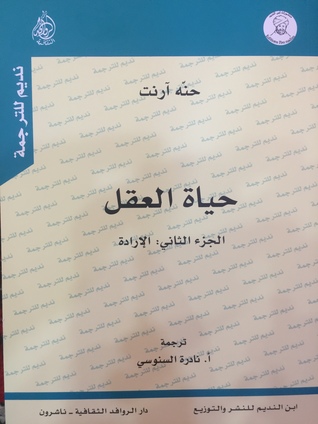 نديم للترجمة
حنّه آرنت
حياة العقل
الجزء الثاني: الإرادة
ترجمة
أ. نادرة السنوسي
ابن النديم للنشر والتوزيع
دار الروافد الثقافية - ناشرون